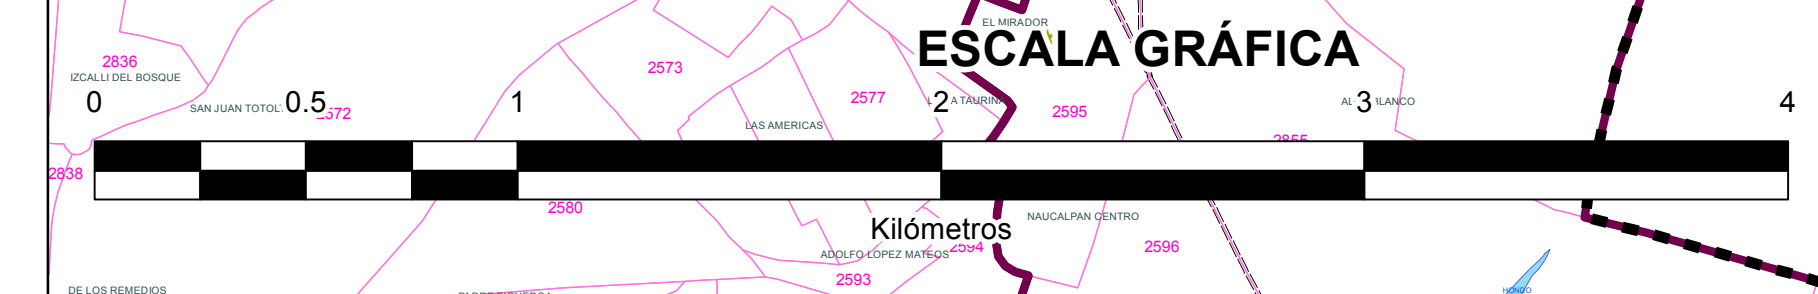 EL MIRADOR
ESCALA GRÁFICA
2836
IZCALLI DEL BOSQUE
2573
2577
2595
0
SAN JUAN
0.5
1
2
TAURINA
3
BLANCO
4
LAS AMERICAS
2855
2838
2580
NAUCALPAN CENTRO
Kilómetros
2594
2596
ADOLFO LOPEZ MATEOS
2593
DE LOS REMEDIOS
HONDO